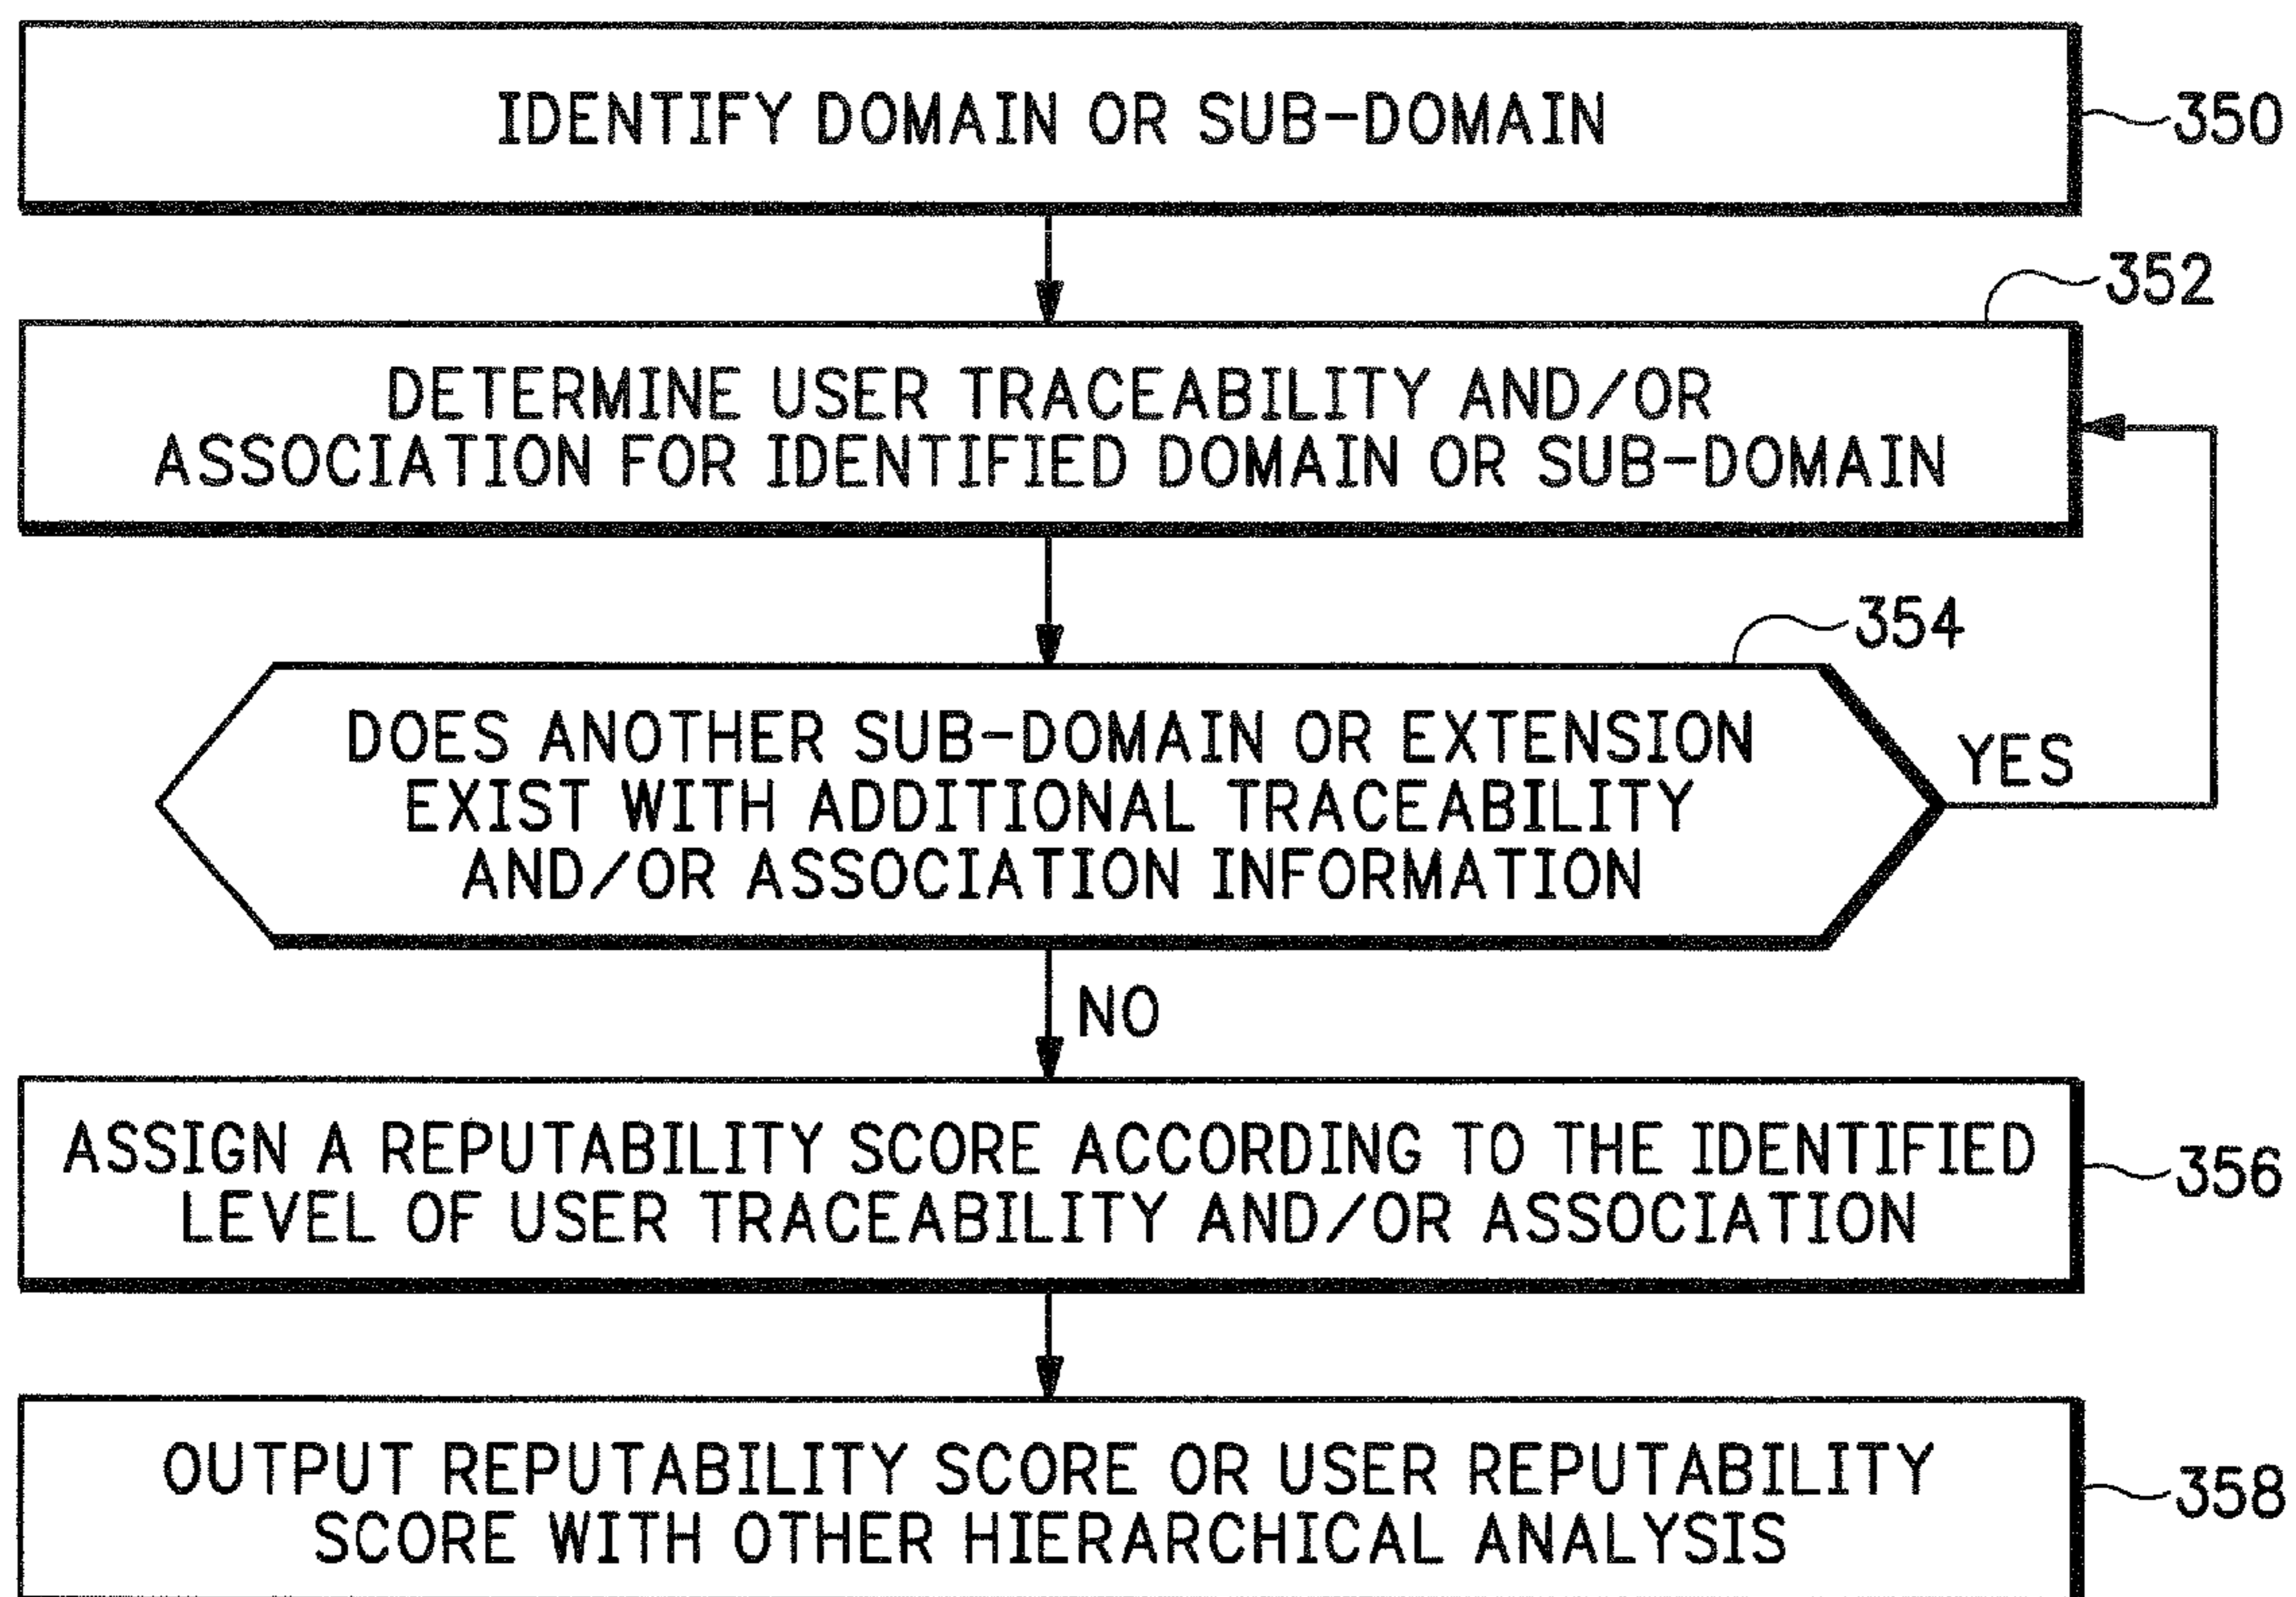 IDENTIFY DOMAIN OR SUB-DOMAIN
350
352
DETERMINE USER TRACEABILITY AND/OR
ASSOCIATION FOR IDENTIFIED DOMAIN OR SUB-DOMAIN
354
DOES ANOTHER SUB-DOMAIN OR EXTENSION
EXIST WITH ADDITIONAL TRACEABILITY
AND/OR ASSOCIATION INFORMATION
YES
NO
ASSIGN A REPUTABILITY SCORE ACCORDING TO THE IDENTIFIED
LEVEL OF USER TRACEABILITY AND/OR ASSOCIATION
356
OUTPUT REPUTABILITY SCORE OR USER REPUTABILITY
SCORE WITH OTHER HIERARCHICAL ANALYSIS
358